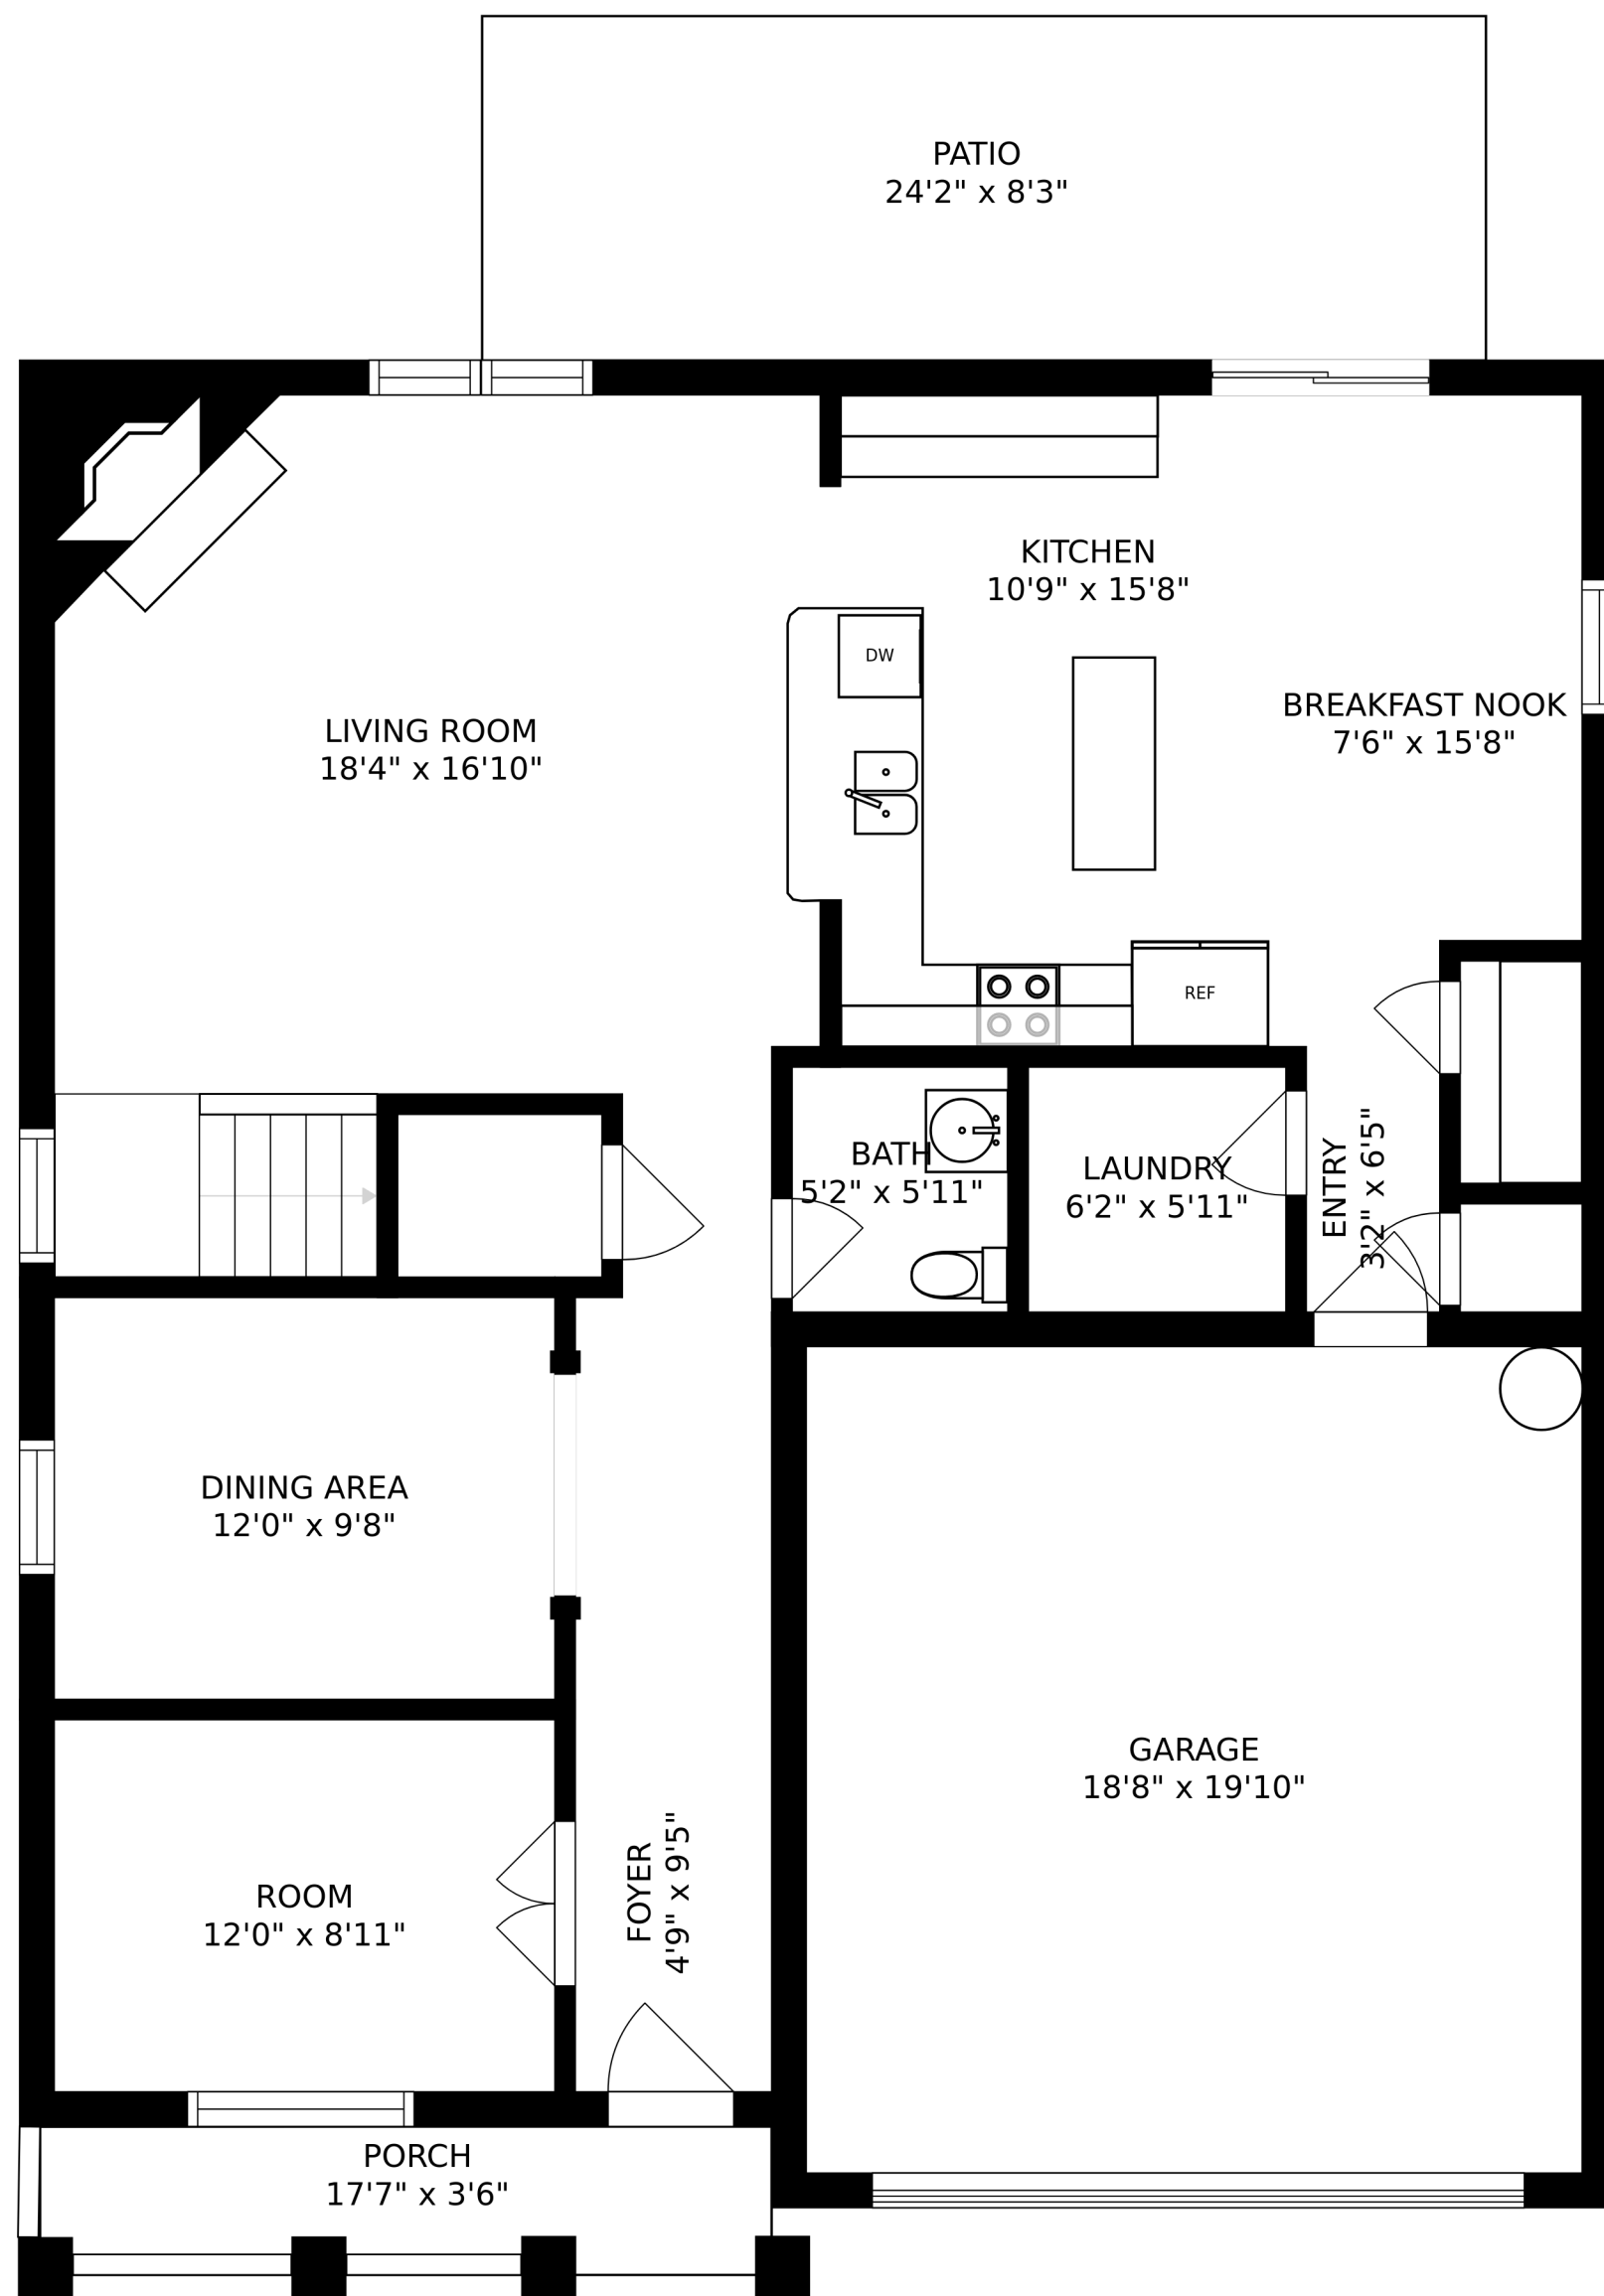 PATIO
24'2" x 8'3"
KITCHEN
10'9" x 15'8"
DW
BREAKFAST NOOK
7'6" x 15'8"
LIVING ROOM
18'4" x 16'10"
REF
BATH
5'2" x 5'11"
LAUNDRY
6'2" x 5'11"
ENTRY
3'2" x 6'5"
DINING AREA
12'0" x 9'8"
GARAGE
18'8" x 19'10"
ROOM
12'0" x 8'11"
FOYER
4'9" x 9'5"
PORCH
17'7" x 3'6"